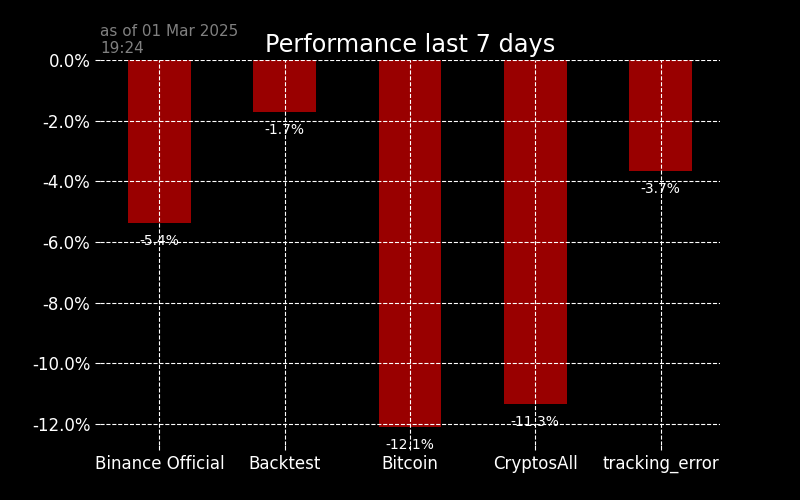 as of 01 Mar 2025
19:24
Performance last 7 days
0.0%
-2.0%
-4.0%
-6.0%
-8.0%
-10.0%
-12.0%
-5.4%
-1.7%
-12.1%
-11.3%
-3.7%
Binance Official
Backtest
Bitcoin
CryptosAll
tracking_error